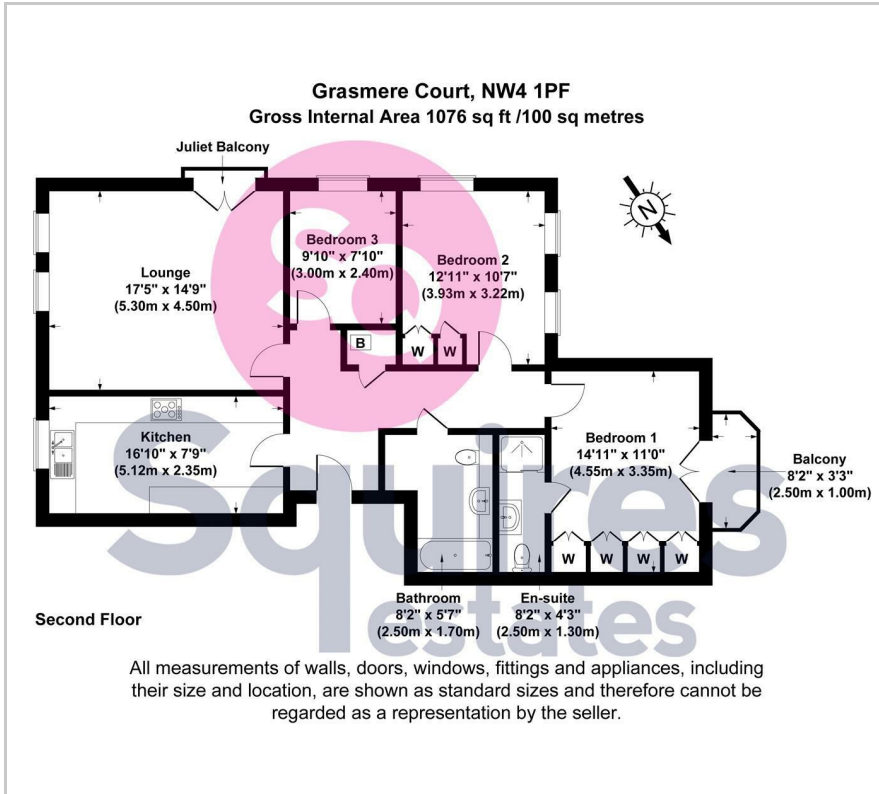 Grasmere Court, NW4 1PF
Gross Internal Area 1076 sq ft /100 sq metres
Juliet Balcony
N
Lounge
17'5" x 14'9"
(5.30m x 4.50m)
Bedroom 3
9'10" x 7'10"
(3.00m x 2.40m)
Bedroom 2
12'11" x 10'7"
(3.93m x 3.22m)
B
W
W
Kitchen
16'10" x 7'9"
(5.12m x 2.35m)
Bedroom 1
14'11" x 11'0"
(4.55m x 3.35m)
Balcony
8'2" x 3'3"
(2.50m x 1.00m)
W
W
W
W
Bathroom
8'2" x 5'7"
(2.50m x 1.70m)
En-suite
8'2" x 4'3"
(2.50m x 1.30m)
SQ
Squires
estates
Second Floor
All measurements of walls, doors, windows, fittings and appliances, including
their size and location, are shown as standard sizes and therefore cannot be
regarded as a representation by the seller.